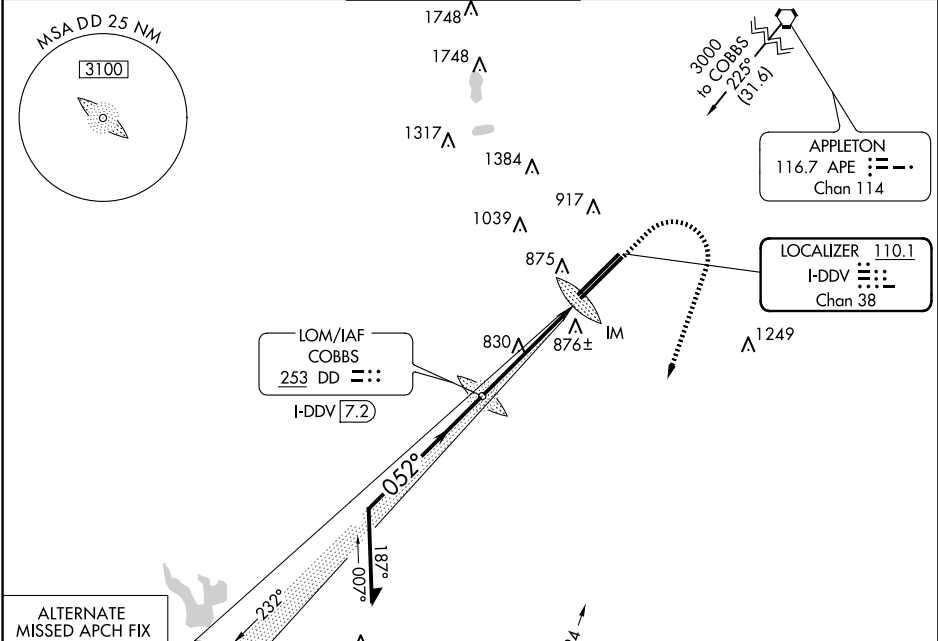 MSA DD 25 NM
3100
1748
1748
1317
1384
917
1039
875
3000
to COBBS
225°
(31.6)
APPLETON
116.7 APE
Chan 114
LOCALIZER 110.1
I-DDV
Chan 38
LOM/IAF
COBBS
253 DD
I-DDV 7.2
830
876±
IM
1249
052°
187°
007°
232°
ALTERNATE
MISSED APCH FIX